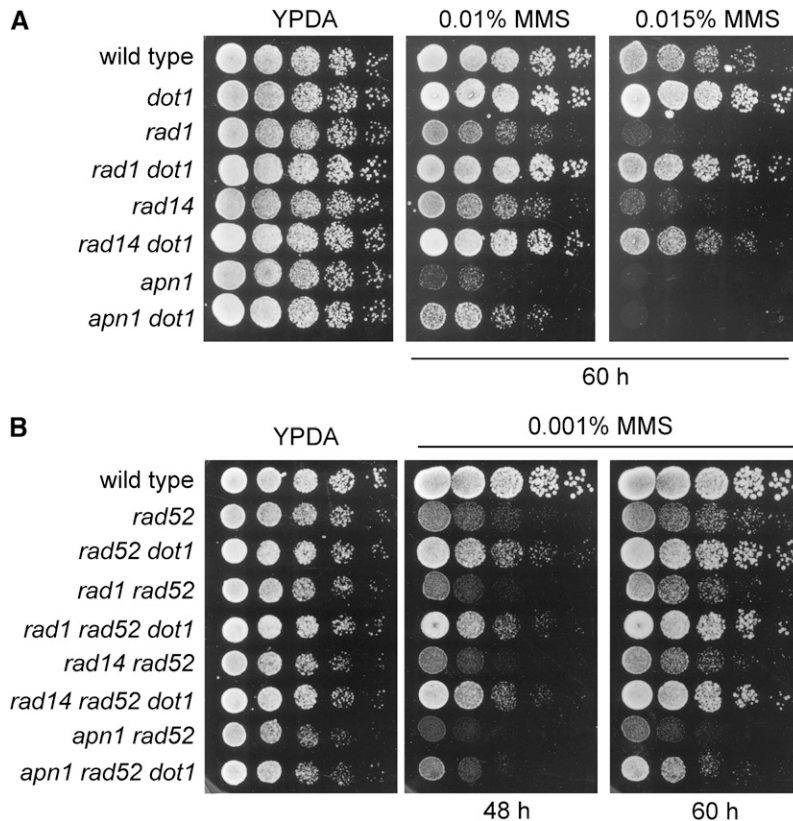 A
YPDA 0.01% MMS 0.015% MMS
wild type
dot1
rad1
rad1 dot1
rad14
rad14 dot1
apn1
apn1 dot1
60 h
B
YPDA 0.001% MMS
wild type
rad52
rad52 dot1
rad1 rad52
rad1 rad52 dot1
rad14 rad52
rad14 rad52 dot1
apn1 rad52
apn1 rad52 dot1
48 h 60 h